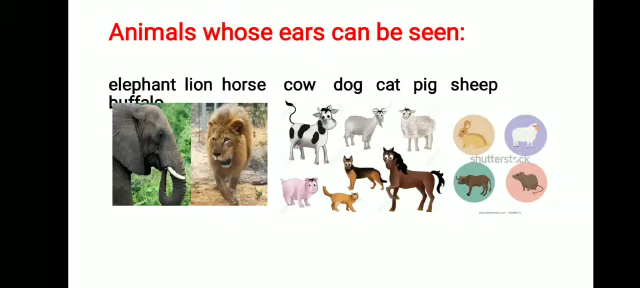 Animals whose ears can be seen:
elephant lion horse cow dog cat pig sheep
buffalo
shutterstock